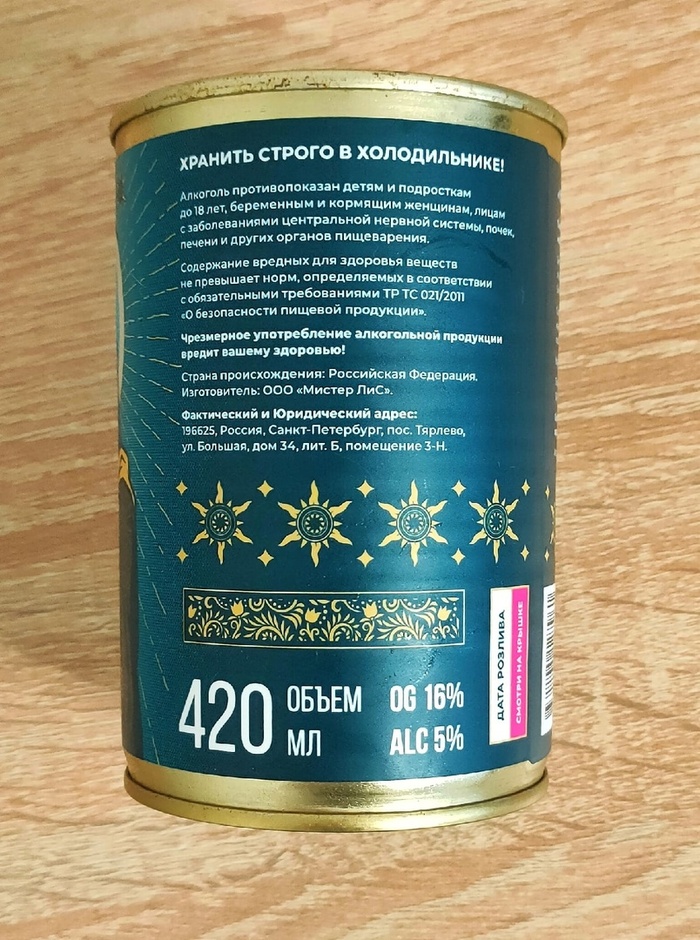 ХРАНИТЬ СТРОГО В ХОЛОДИЛЬНИКЕ!
Алкоголь противопоказан детям и подросткам
до 18 лет, беременным и кормящим женщинам, лицам
с заболеваниями центральной нервной системы, почек,
печени и других органов пищеварения.
Содержание вредных для здоровья веществ
не превышает норм, определяемых в соответствии
с обязательными требованиями ТР ТС 021/2011
«О безопасности пищевой продукции».
Чрезмерное употребление алкогольной продукции
вредит вашему здоровью!
Страна происхождения: Российская Федерация.
Изготовитель: ООО «Мистер ЛиС».
Фактический и Юридический адрес:
196625, Россия, Санкт-Петербург, пос. Тярлево,
ул. Большая, дом 34, лит. Б, помещение 3-Н.
420 ОБЪЕМ МЛ
OG 16%
ALC 5%
ДАТА РОЗЛИВА
СМОТРИ НА КРЫШКЕ